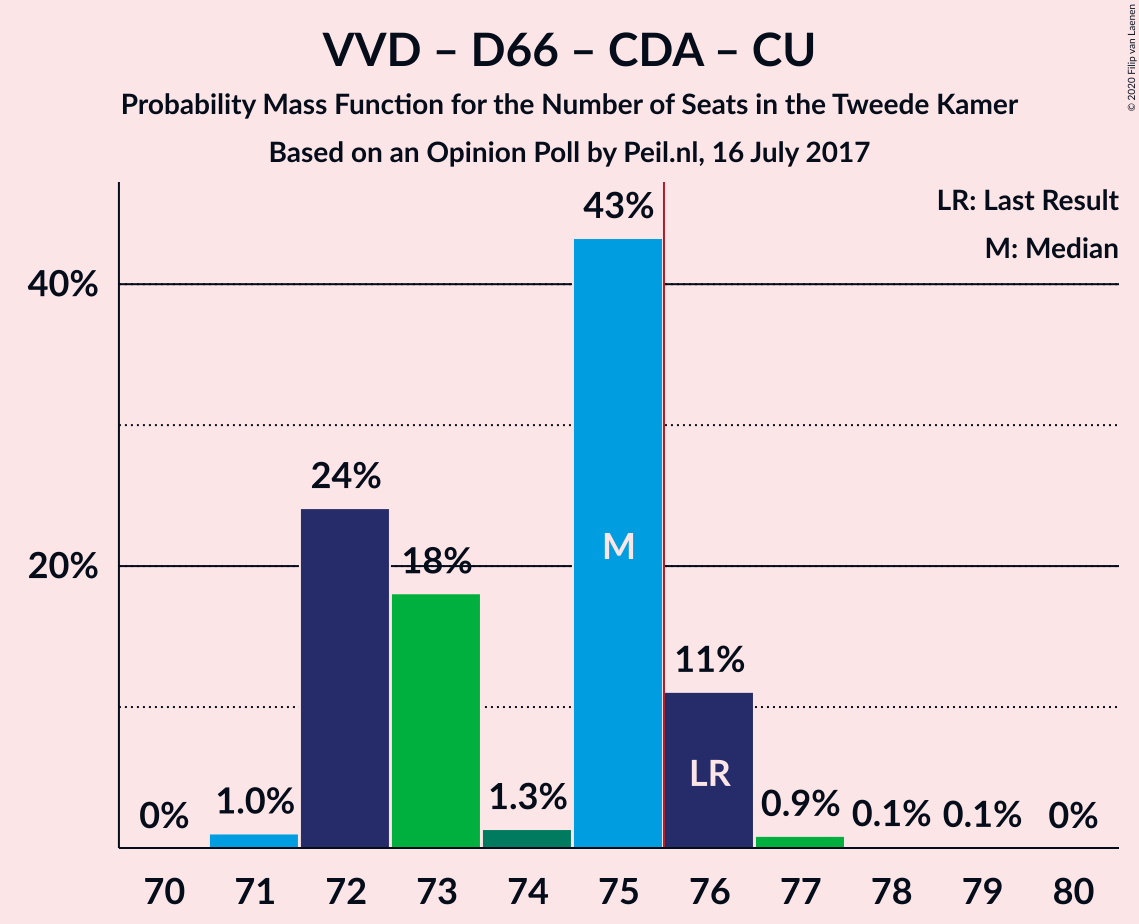 VVD – D66 – CDA – CU
Probability Mass Function for the Number of Seats in the Tweede Kamer
Based on an Opinion Poll by Peil.nl, 16 July 2017
© 2020 Filip van Laenen
LR: Last Result
M: Median
43%
40%
24%
18%
20%
M
11%
LR
0%
1.0%
1.3%
0.9%
0.1%
0.1%
0%
70 71 72 73 74 75 76 77 78 79 80